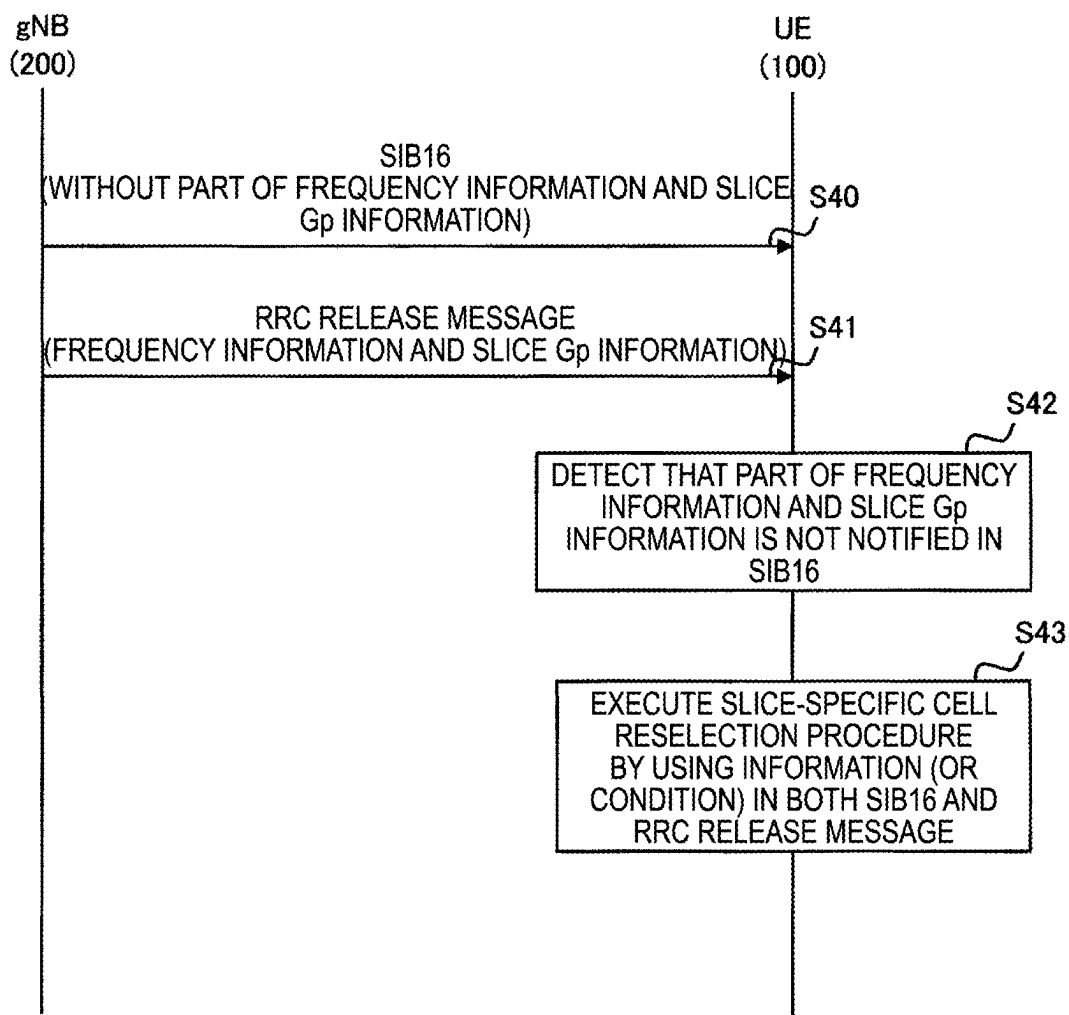 gNB
(200)
UE
(100)
SIB16
(WITHOUT PART OF FREQUENCY INFORMATION AND SLICE
Gp INFORMATION)
S40
RRC RELEASE MESSAGE
(FREQUENCY INFORMATION AND SLICE Gp INFORMATION)
S41
S42
DETECT THAT PART OF FREQUENCY
INFORMATION AND SLICE Gp
INFORMATION IS NOT NOTIFIED IN
SIB16
S43
EXECUTE SLICE-SPECIFIC CELL
RESELECTION PROCEDURE
BY USING INFORMATION (OR
CONDITION) IN BOTH SIB16 AND
RRC RELEASE MESSAGE